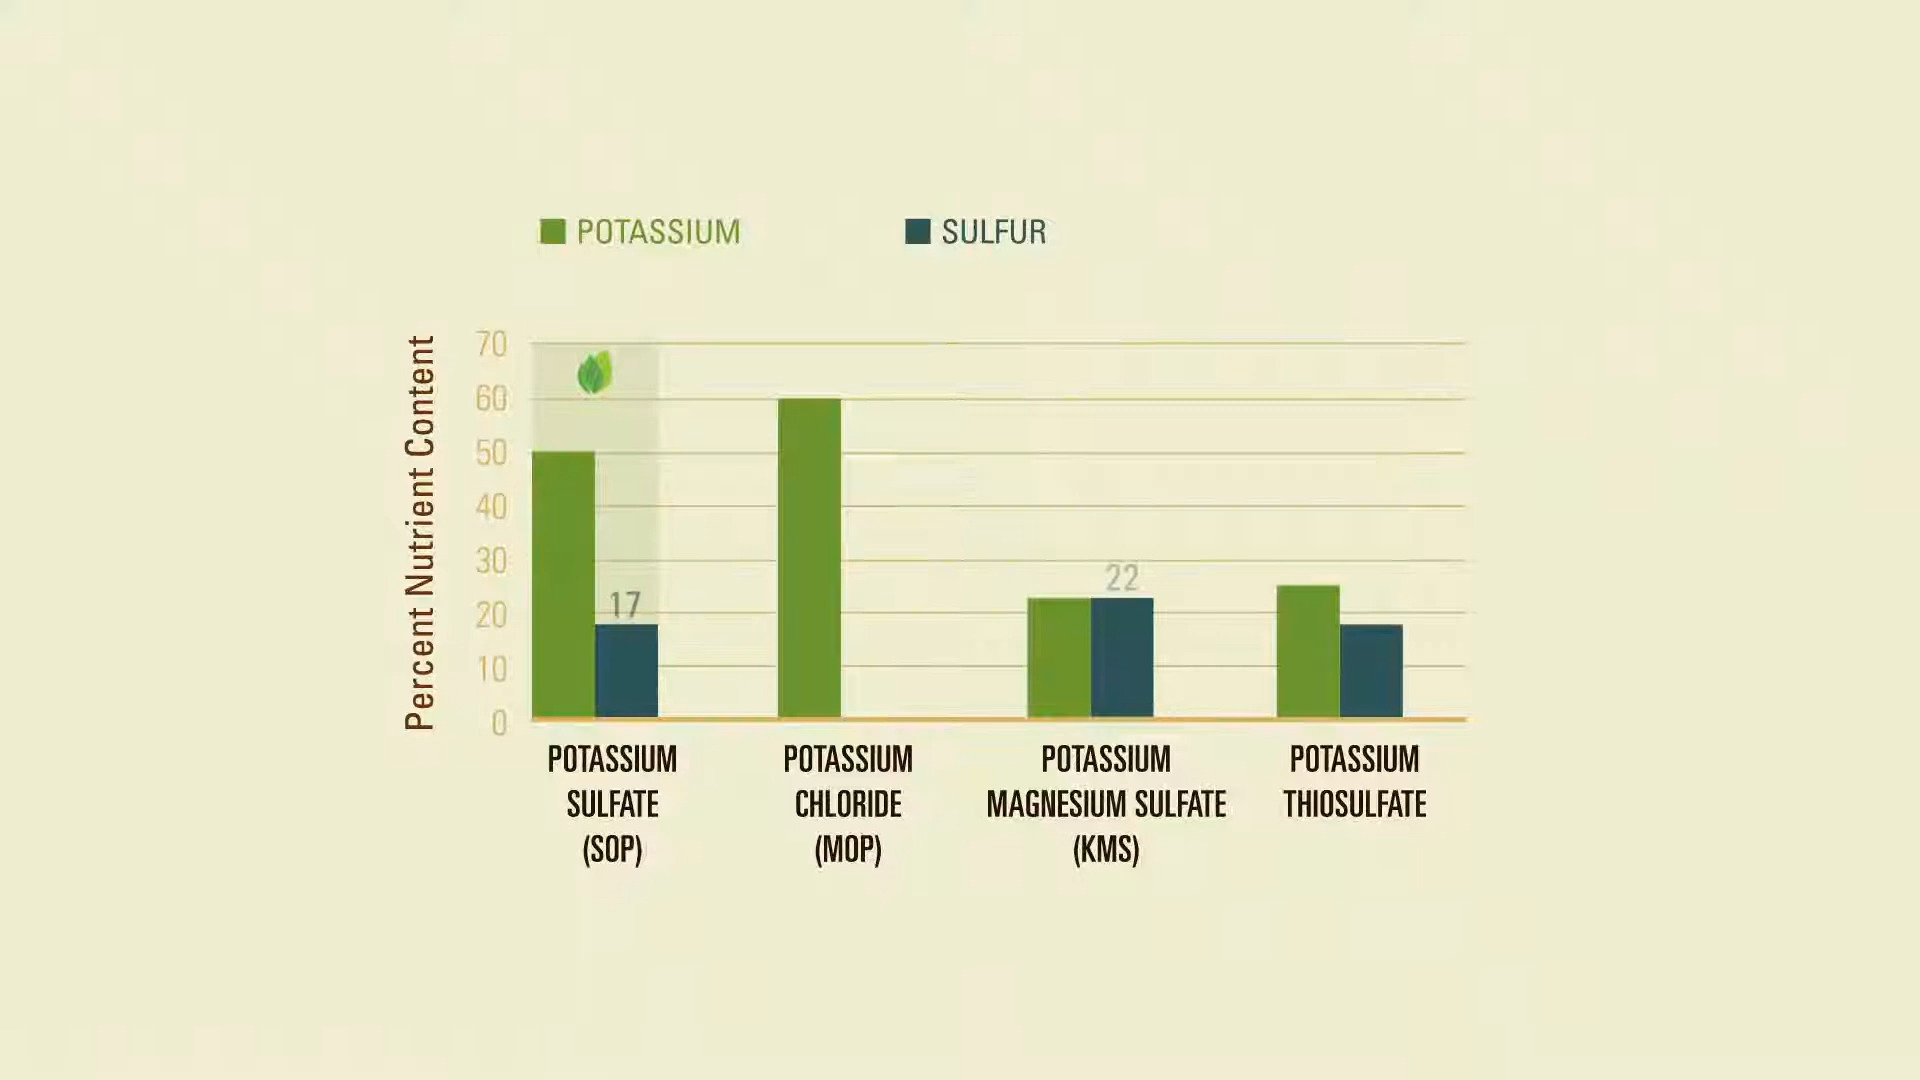 POTASSIUM
SULFUR
Percent Nutrient Content
70
60
50
40
30
20
10
0
17
22
POTASSIUM
SULFATE
(SOP)
POTASSIUM
CHLORIDE
(MOP)
POTASSIUM
MAGNESIUM SULFATE
(KMS)
POTASSIUM
THIOSULFATE